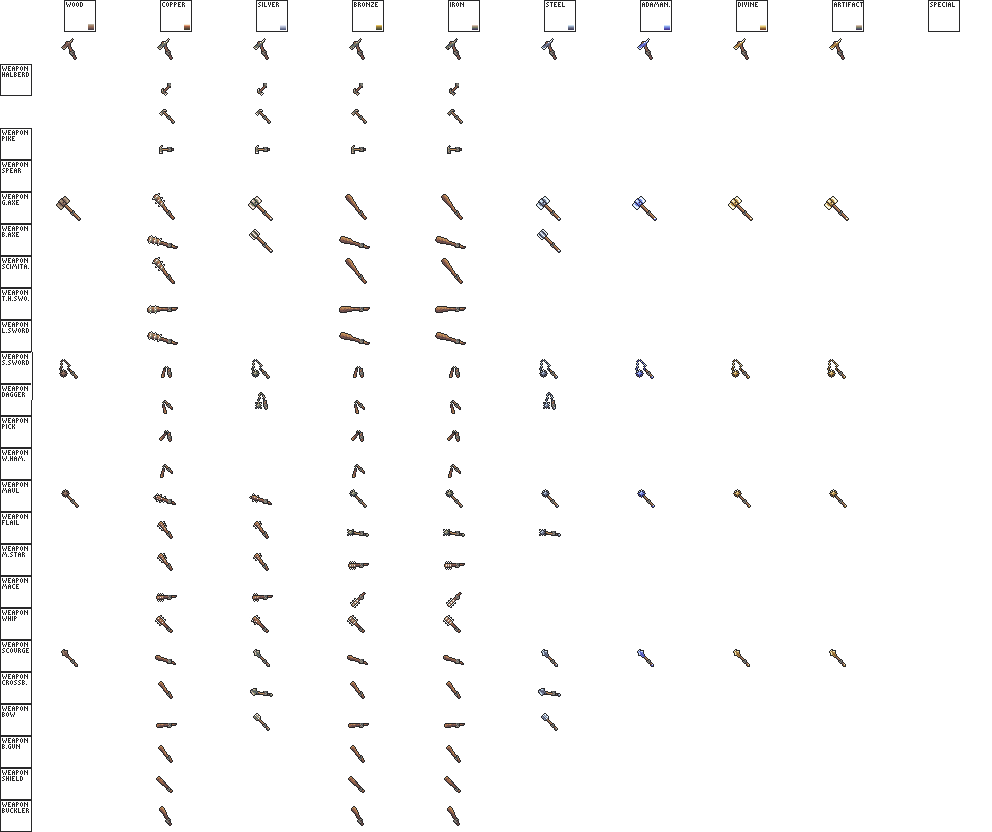 WOOD COPPER SILVER BRONZE IRON STEEL ADAMAN. DIVINE ARTIFACT SPECIAL
WEAPON
HALBERD
WEAPON
PIKE
WEAPON
SPEAR
WEAPON
G.AXE
WEAPON
B.AXE
WEAPON
SCIMITA.
WEAPON
T.H.SWO.
WEAPON
L.SWORD
WEAPON
S.SWORD
WEAPON
DAGGER
WEAPON
PICK
WEAPON
W.HAM.
WEAPON
MAUL
WEAPON
FLAIL
WEAPON
M.STAR
WEAPON
MACE
WEAPON
WHIP
WEAPON
SCOURGE
WEAPON
CROSSB.
WEAPON
BOW
WEAPON
B.GUN
WEAPON
SHIELD
WEAPON
BUCKLER